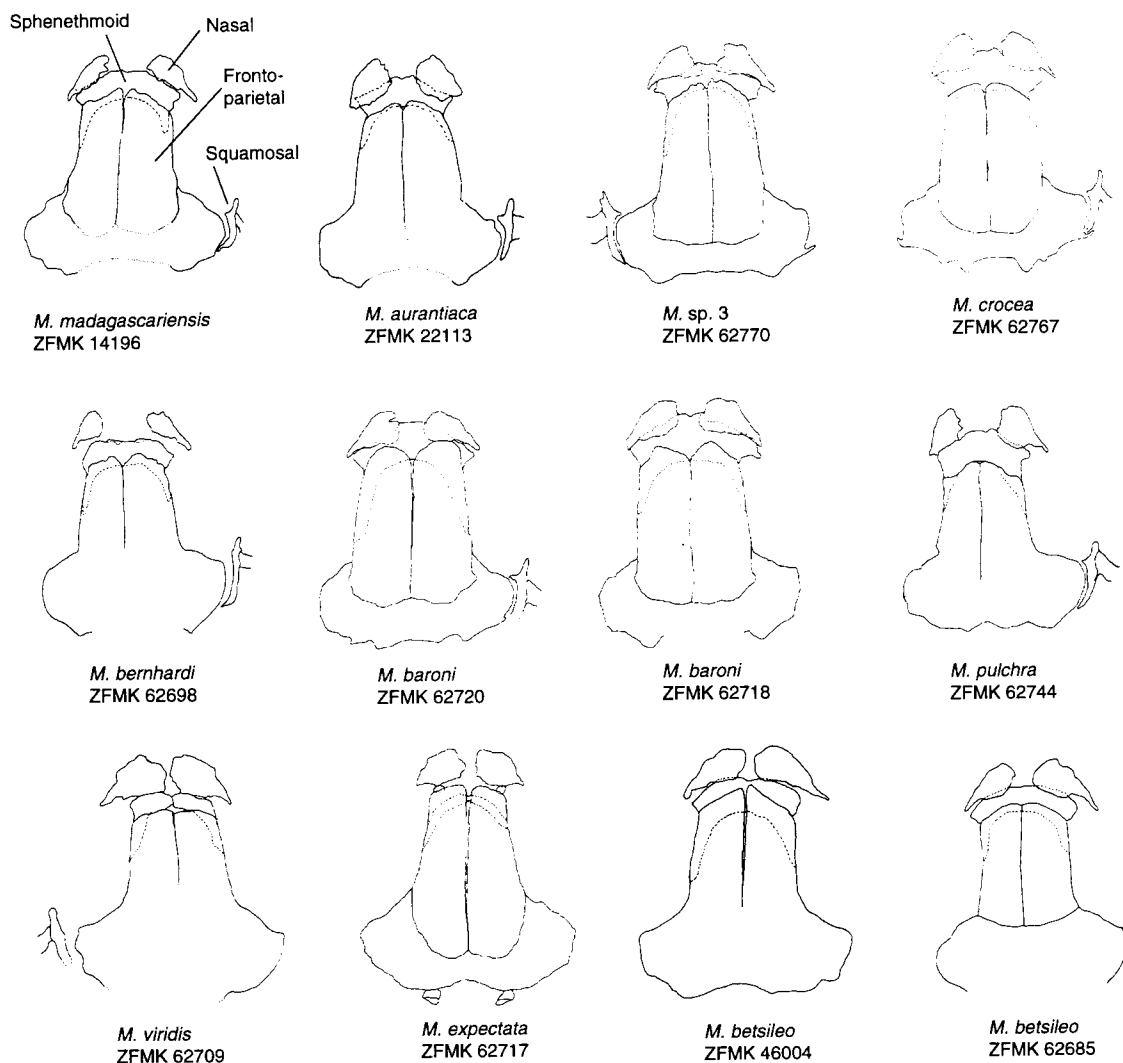 Sphenethmoid
Nasal
Fronto-
parietal
Squamosal
M. madagascariensis
ZFMK 14196
M. aurantiaca
ZFMK 22113
M. sp. 3
ZFMK 62770
M. crocea
ZFMK 62767
M. bernhardi
ZFMK 62698
M. baroni
ZFMK 62720
M. baroni
ZFMK 62718
M. pulchra
ZFMK 62744
M. viridis
ZFMK 62709
M. expectata
ZFMK 62717
M. betsileo
ZFMK 46004
M. betsileo
ZFMK 62685